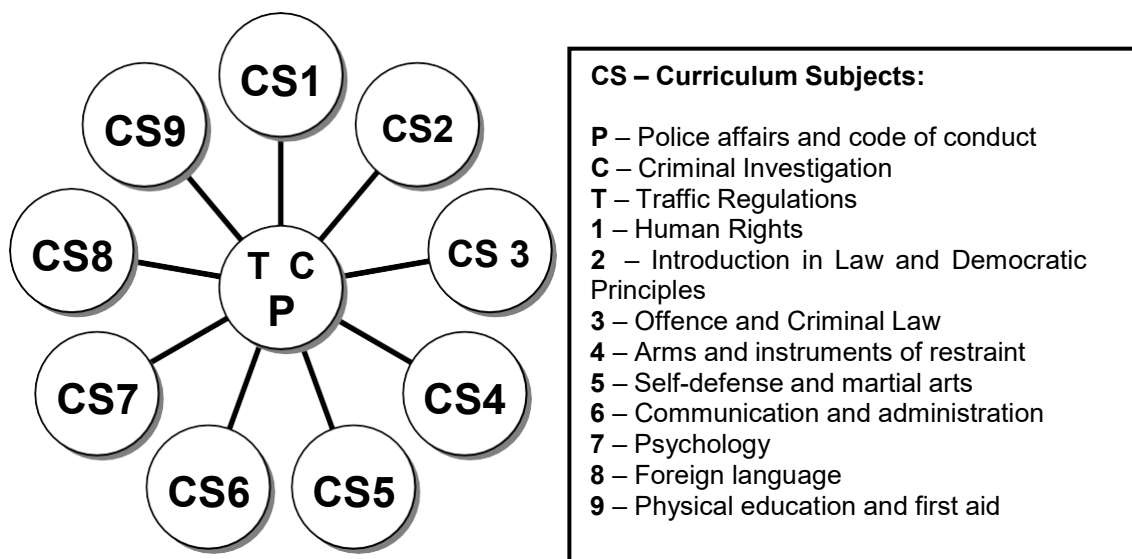 CS1
CS9
CS2
CS8
CS 3
T C
P
CS7
CS4
CS6
CS5
CS – Curriculum Subjects:
P – Police affairs and code of conduct
C – Criminal Investigation
T – Traffic Regulations
1 – Human Rights
2 – Introduction in Law and Democratic
Principles
3 – Offence and Criminal Law
4 – Arms and instruments of restraint
5 – Self-defense and martial arts
6 – Communication and administration
7 – Psychology
8 – Foreign language
9 – Physical education and first aid